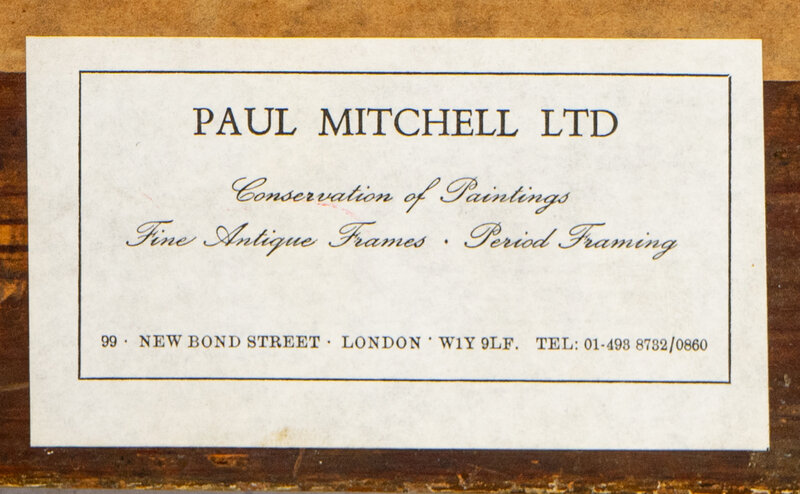 PAUL MITCHELL LTD
Conservation of Paintings
Fine Antique Frames · Period Framing
99 · NEW BOND STREET · LONDON · W1Y 9LF. TEL: 01-493 8732/0860